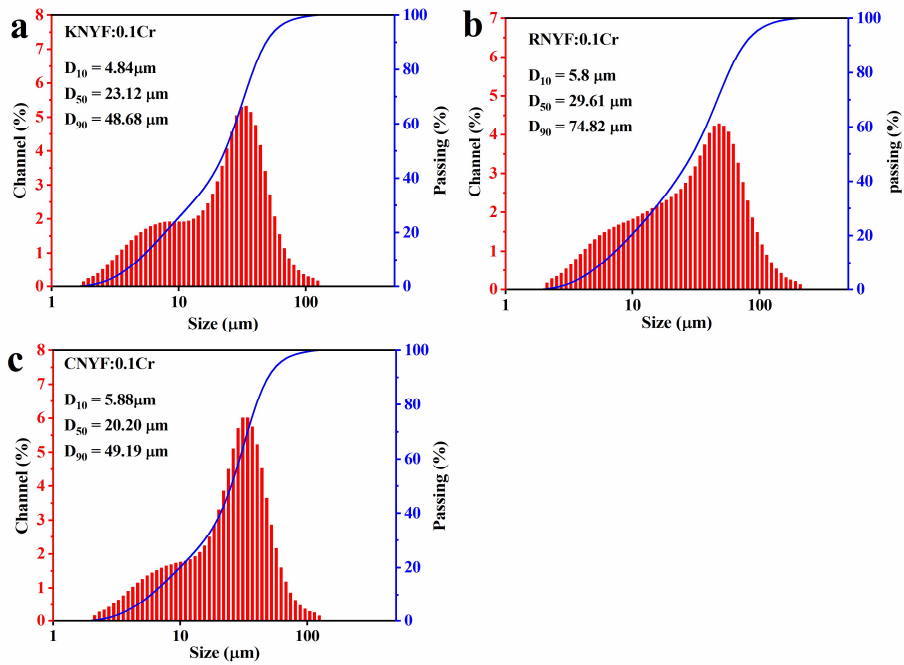 a
KNYF:0.1Cr
D10 = 4.84μm
D50 = 23.12 μm
D90 = 48.68 μm
Channel (%)
8
7
6
5
4
3
2
1
0
Passing (%)
100
80
60
40
20
0
1 10 100
Size (μm)
b
RNYF:0.1Cr
D10 = 5.8 μm
D50 = 29.61 μm
D90 = 74.82 μm
Channel (%)
7
6
5
4
3
2
1
0
passing (%)
100
80
60
40
20
0
1 10 100
Size (μm)
c
CNYF:0.1Cr
D10 = 5.88μm
D50 = 20.20 μm
D90 = 49.19 μm
Channel (%)
8
7
6
5
4
3
2
1
0
Passing (%)
100
80
60
40
20
0
1 10 100
Size (μm)